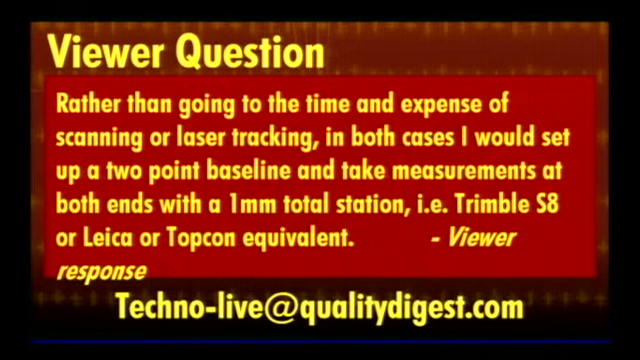 Viewer Question
Rather than going to the time and expense of
scanning or laser tracking, in both cases I would set
up a two point baseline and take measurements at
both ends with a 1mm total station, i.e. Trimble S8
or Leica or Topcon equivalent. - Viewer
response
Techno-live@qualitydigest.com